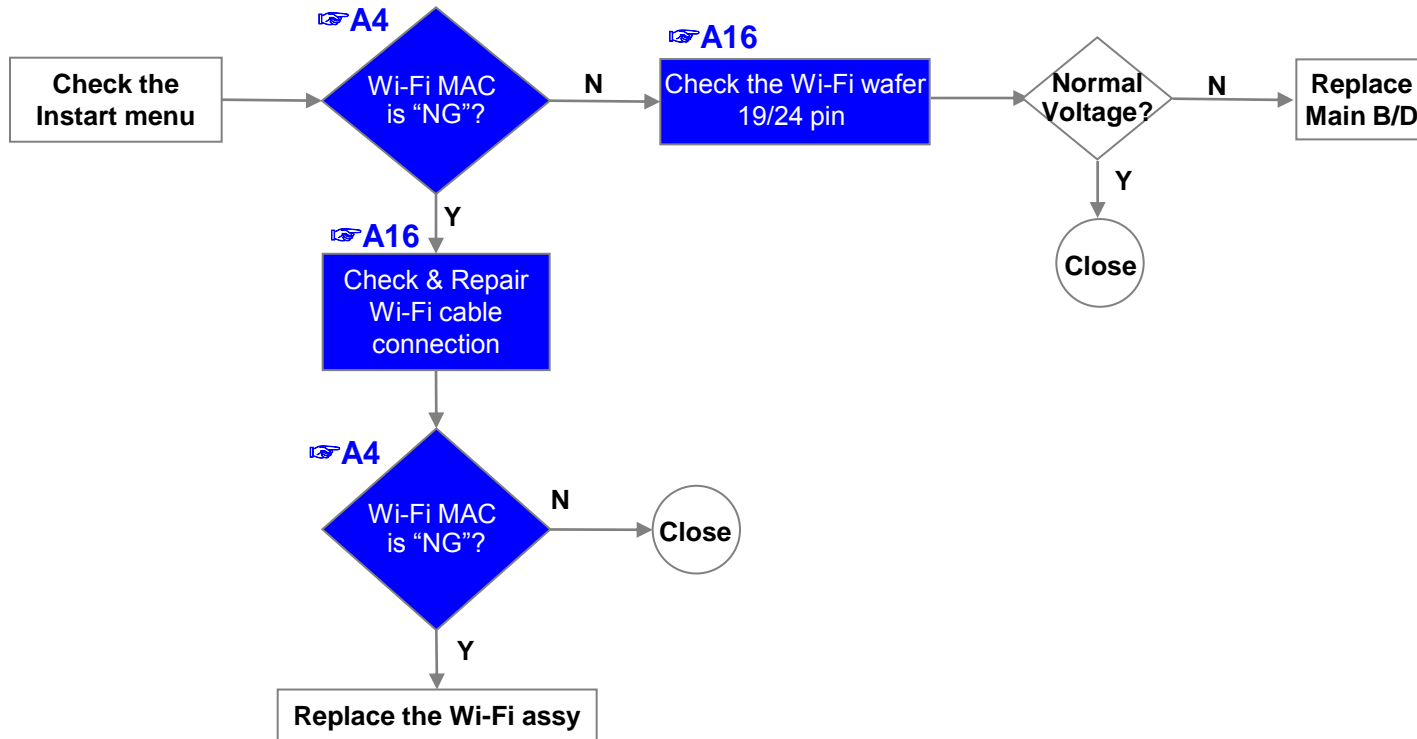 ☞A4
☞A16
Check the
Instart menu
Wi-Fi MAC
is “NG”?
N
Check the Wi-Fi wafer
19/24 pin
Normal
Voltage?
N
Replace
Main B/D
Y
Y
Close
☞A16
Check & Repair
Wi-Fi cable
connection
☞A4
Wi-Fi MAC
is “NG”?
N
Close
Y
Replace the Wi-Fi assy